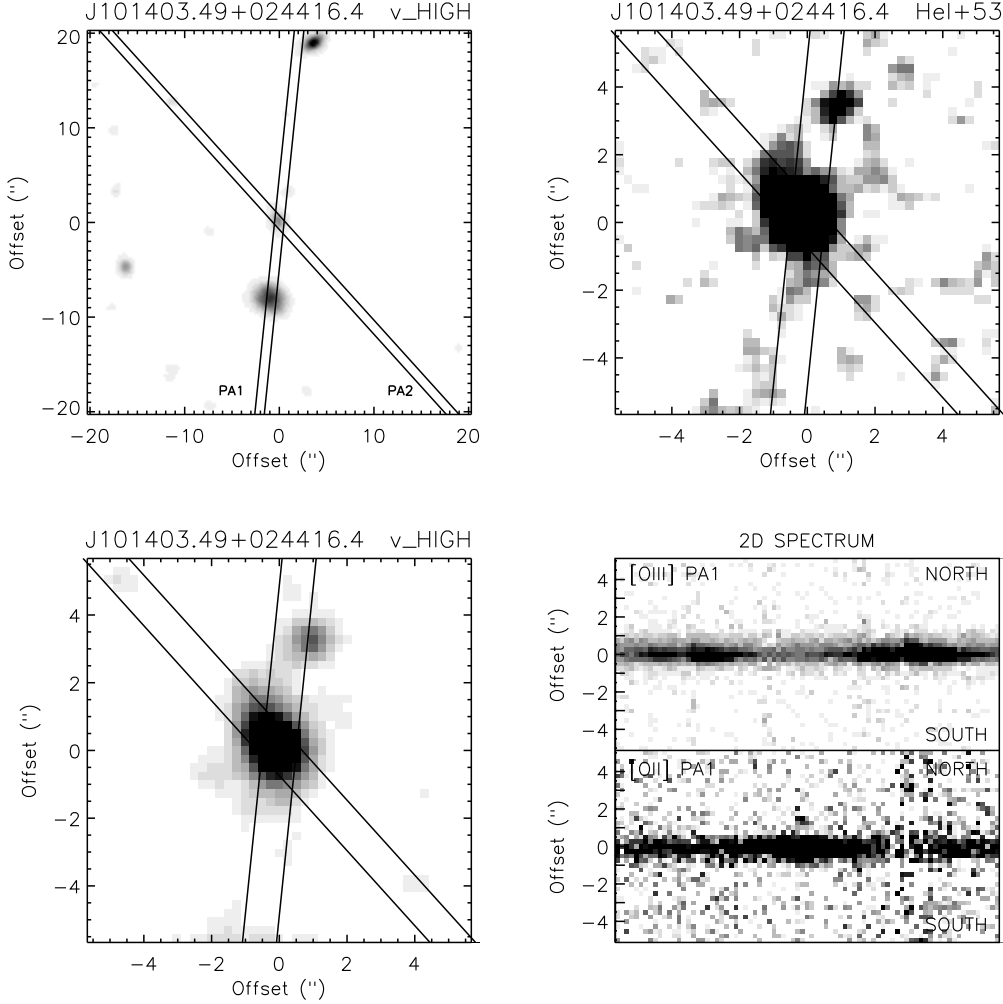 J101403.49+024416.4 v_HIGH
20
10
0
−10
−20
Offset ('')
PA1 PA2
−20 −10 0 10 20
Offset ('')
J101403.49+024416.4 HeI+53
4
2
0
−2
−4
Offset ('')
−4 −2 0 2 4
Offset ('')
J101403.49+024416.4 v_HIGH
4
2
0
−2
−4
Offset ('')
−4 −2 0 2 4
Offset ('')
2D SPECTRUM
[OIII] PA1 NORTH
4
2
0
−2
−4
Offset ('')
SOUTH
[OII] PA1 NORTH
4
2
0
−2
−4
Offset ('')
SOUTH